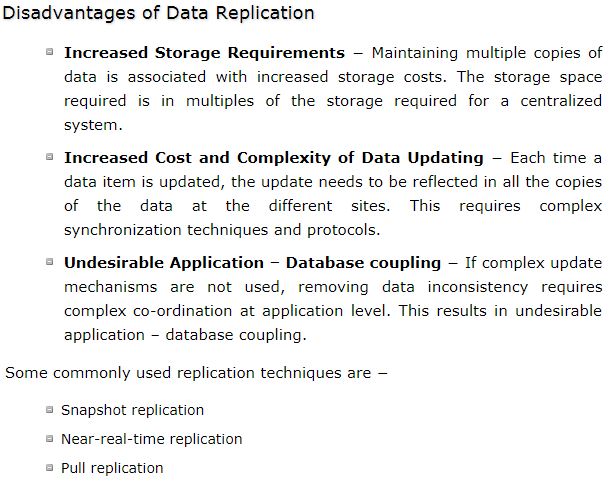 Disadvantages of Data Replication
Increased Storage Requirements − Maintaining multiple copies of
data is associated with increased storage costs. The storage space
required is in multiples of the storage required for a centralized
system.
Increased Cost and Complexity of Data Updating − Each time a
data item is updated, the update needs to be reflected in all the copies
of the data at the different sites. This requires complex
synchronization techniques and protocols.
Undesirable Application – Database coupling − If complex update
mechanisms are not used, removing data inconsistency requires
complex co-ordination at application level. This results in undesirable
application – database coupling.
Some commonly used replication techniques are −
Snapshot replication
Near-real-time replication
Pull replication